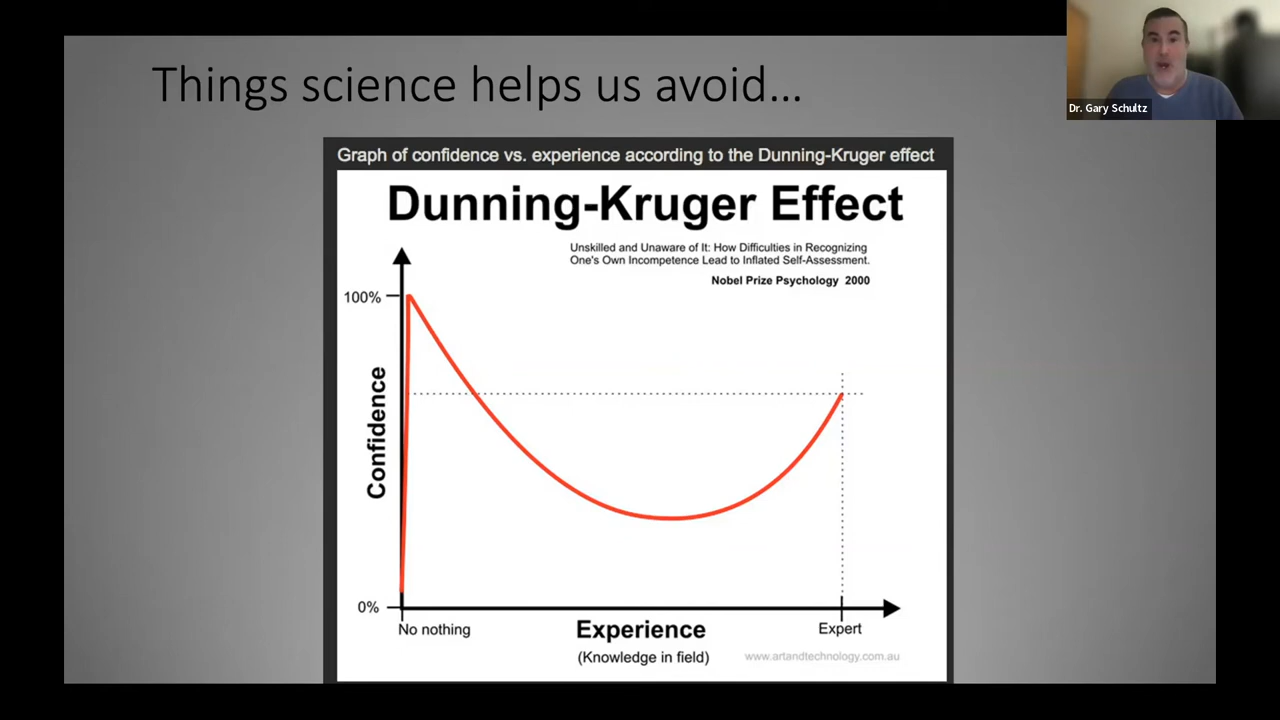 Things science helps us avoid...
Dr. Gary Schultz
Graph of confidence vs. experience according to the Dunning-Kruger effect
Dunning-Kruger Effect
Unskilled and Unaware of It: How Difficulties in Recognizing
One's Own Incompetence Lead to Inflated Self-Assessment.
Nobel Prize Psychology 2000
100%
Confidence
0%
No nothing
Experience
Expert
(Knowledge in field)
www.artandtechnology.com.au